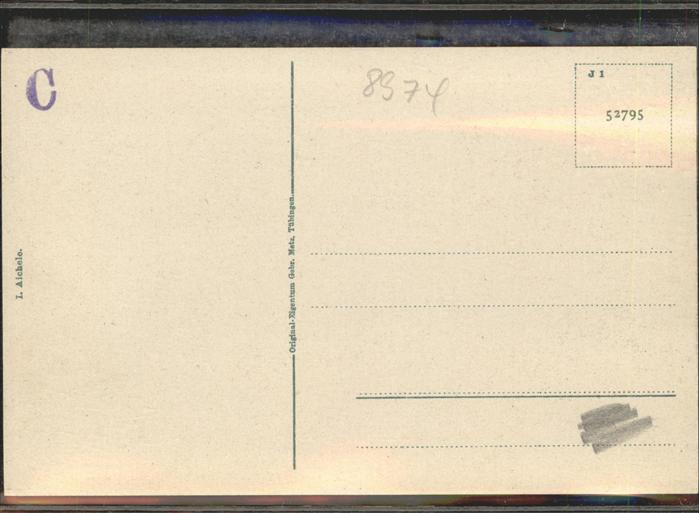 C
8974
J 1
52795
I. Aichele.
Original-Eigentum Gebr. Metz, Tübingen.